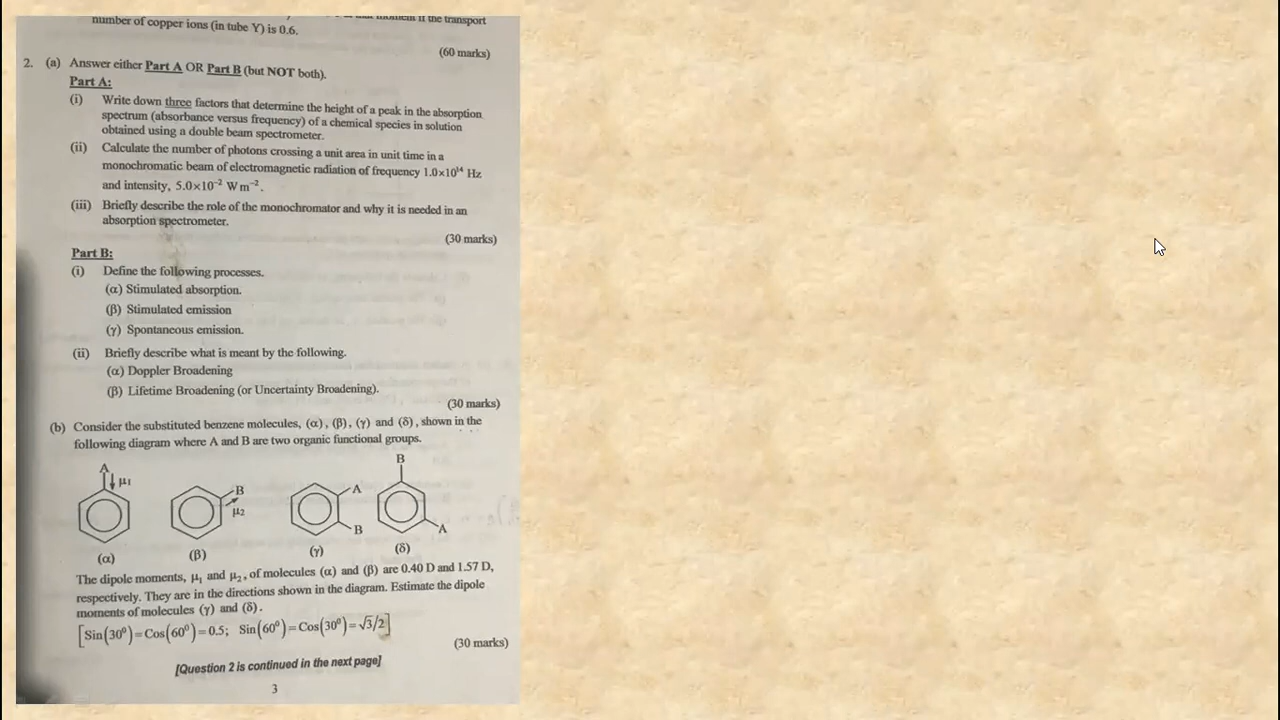 number of copper ions (in tube Y) is 0.6. moment if the transport
(60 marks)
2. (a) Answer either Part A OR Part B (but NOT both).
Part A:
(i) Write down three factors that determine the height of a peak in the absorption
spectrum (absorbance versus frequency) of a chemical species in solution
obtained using a double beam spectrometer.
(ii) Calculate the number of photons crossing a unit area in unit time in a
monochromatic beam of electromagnetic radiation of frequency 1.0×10¹⁴ Hz
and intensity, 5.0×10⁻² W m⁻².
(iii) Briefly describe the role of the monochromator and why it is needed in an
absorption spectrometer.
(30 marks)
Part B:
(i) Define the following processes.
(α) Stimulated absorption.
(β) Stimulated emission
(γ) Spontaneous emission.
(ii) Briefly describe what is meant by the following.
(α) Doppler Broadening
(β) Lifetime Broadening (or Uncertainty Broadening).
(30 marks)
(b) Consider the substituted benzene molecules, (α), (β), (γ) and (δ), shown in the
following diagram where A and B are two organic functional groups.
A μ₁ B μ₂ A B B A
(α) (β) (γ) (δ)
The dipole moments, μ₁ and μ₂, of molecules (α) and (β) are 0.40 D and 1.57 D,
respectively. They are in the directions shown in the diagram. Estimate the dipole
moments of molecules (γ) and (δ).
[Sin(30⁰)=Cos(60⁰)=0.5; Sin(60⁰)=Cos(30⁰)=√3/2]
(30 marks)
[Question 2 is continued in the next page]
3